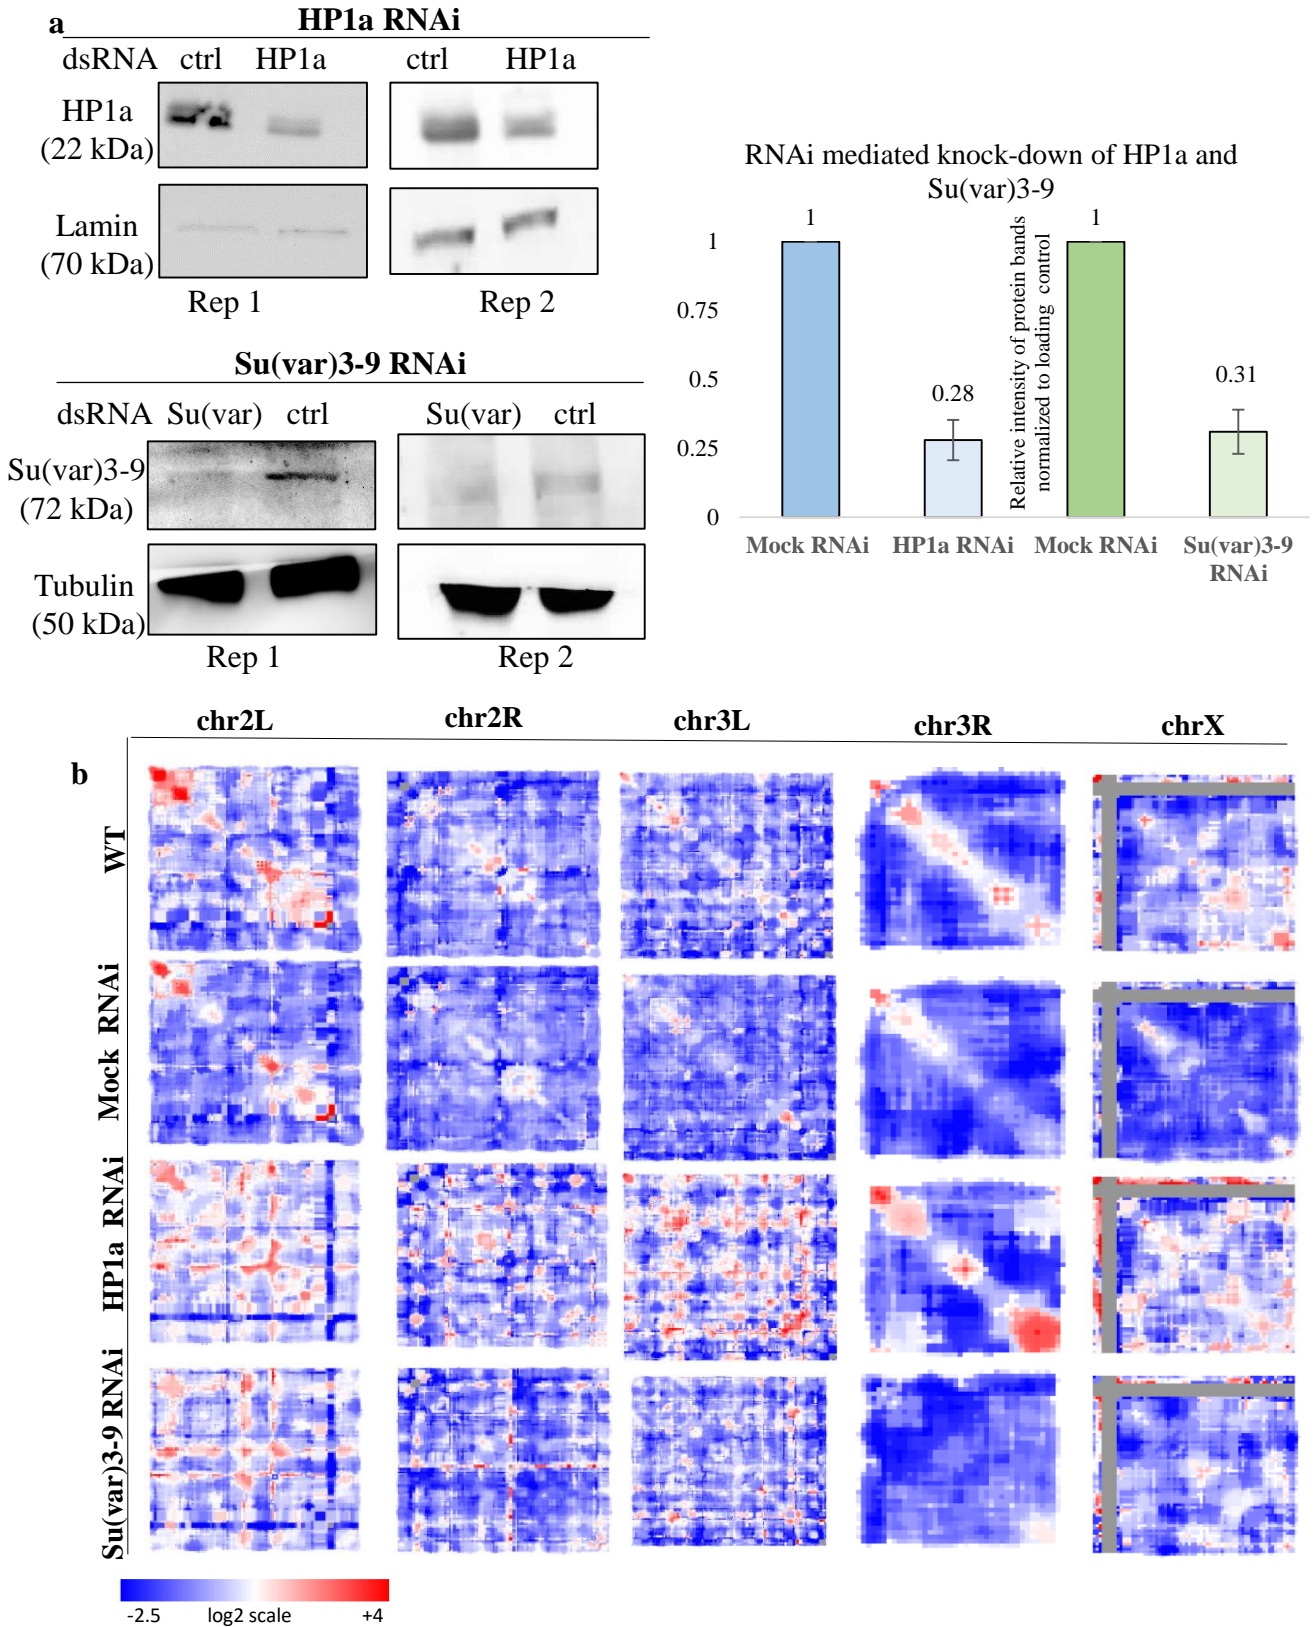 a
HP1a RNAi
dsRNA ctrl HP1a ctrl HP1a
HP1a
(22 kDa)
Lamin
(70 kDa)
Rep 1 Rep 2
Su(var)3-9 RNAi
dsRNA Su(var) ctrl Su(var) ctrl
Su(var)3-9
(72 kDa)
Tubulin
(50 kDa)
Rep 1 Rep 2
RNAi mediated knock-down of HP1a and
Su(var)3-9
Relative intensity of protein bands
normalized to loading control
1
0.75
0.5
0.25
0
1
0.28
1
0.31
Mock RNAi HP1a RNAi Mock RNAi Su(var)3-9
RNAi
b
chr2L chr2R chr3L chr3R chrX
WT
Mock RNAi
HP1a RNAi
Su(var)3-9 RNAi
-2.5 log2 scale +4